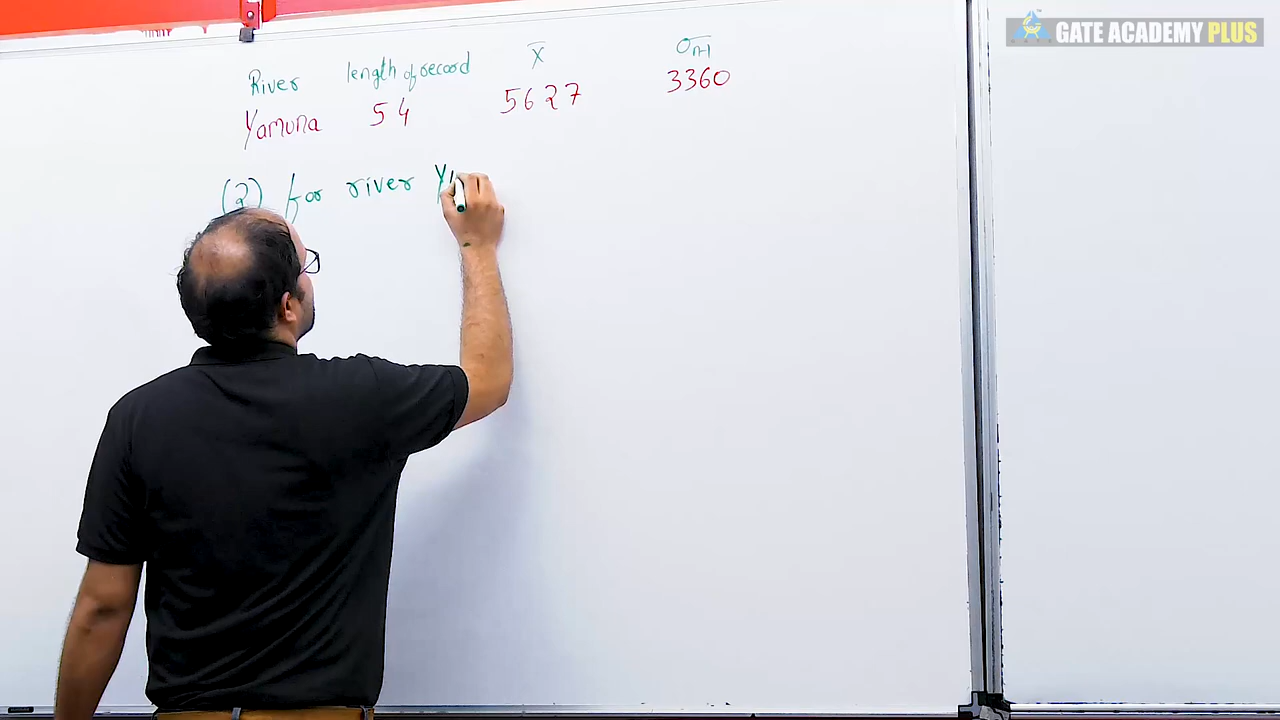 GATE ACADEMY PLUS
River length of record x̄ σn-1
Yamuna 54 5627 3360
(2) for river